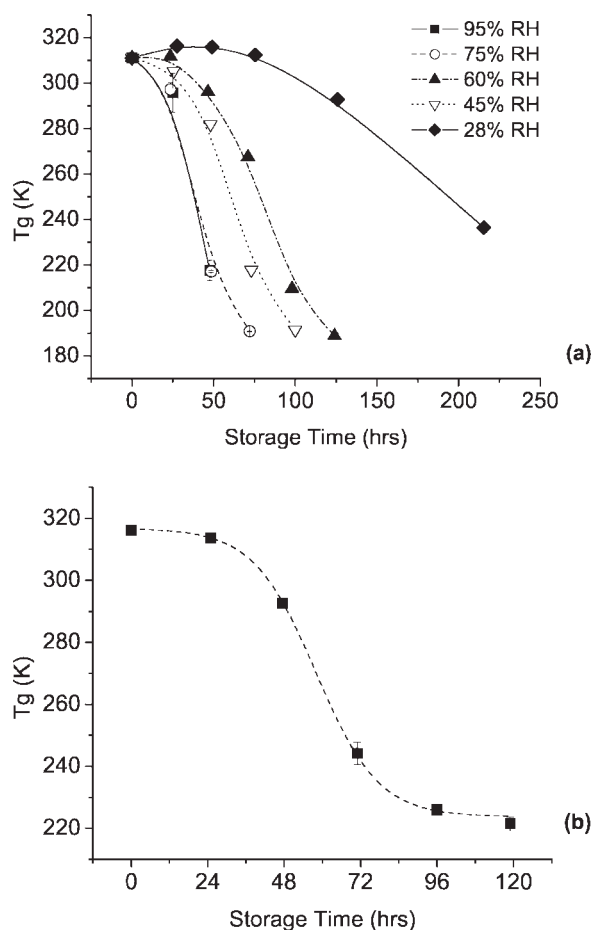 320
300
280
260
240
220
200
180
Tg (K)
95% RH
75% RH
60% RH
45% RH
28% RH
0
50
100
150
200
250
Storage Time (hrs)
(a)
320
300
280
260
240
220
Tg (K)
0
24
48
72
96
120
Storage Time (hrs)
(b)